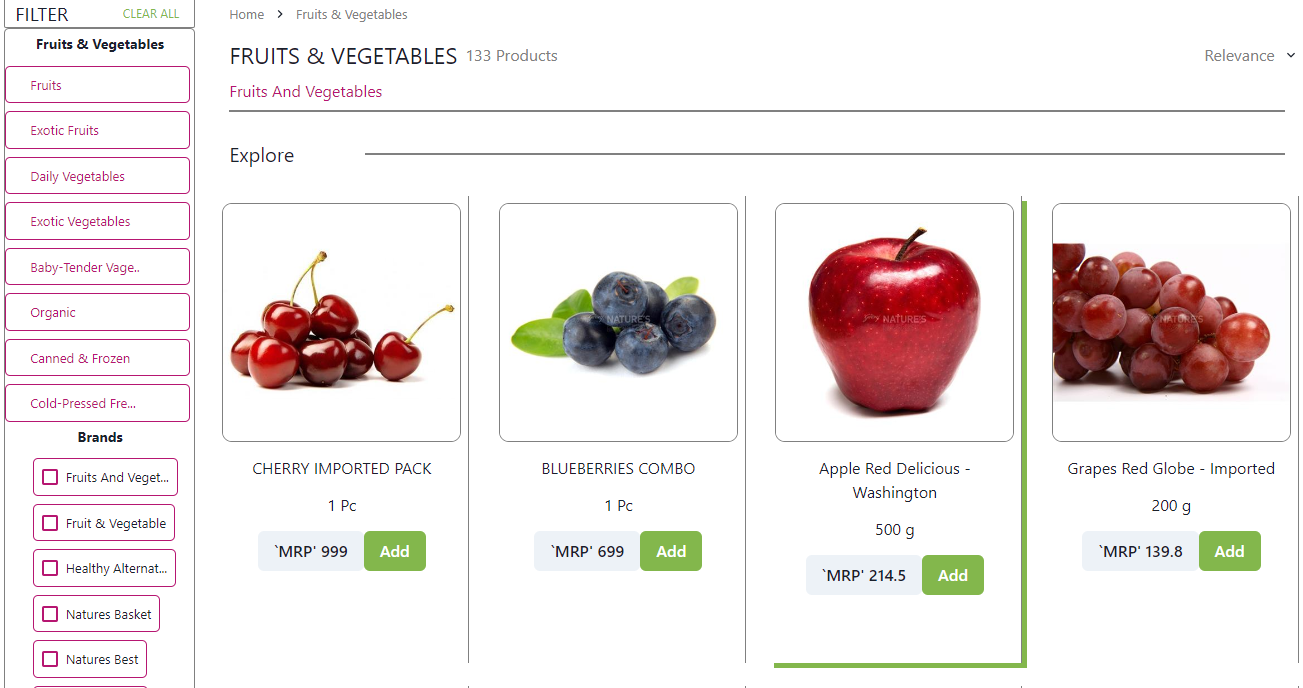 FILTER CLEAR ALL
Fruits & Vegetables
Fruits
Exotic Fruits
Daily Vegetables
Exotic Vegetables
Baby-Tender Vage..
Organic
Canned & Frozen
Cold-Pressed Fre...
Brands
Fruits And Veget...
Fruit & Vegetable
Healthy Alternat...
Natures Basket
Natures Best
Home > Fruits & Vegetables
FRUITS & VEGETABLES 133 Products
Relevance
Fruits And Vegetables
Explore
CHERRY IMPORTED PACK
1 Pc
`MRP' 999 Add
NATURE'S
BLUEBERRIES COMBO
1 Pc
`MRP' 699 Add
NATURE'S
Apple Red Delicious -
Washington
500 g
`MRP' 214.5 Add
NATURE'S
Grapes Red Globe - Imported
200 g
`MRP' 139.8 Add